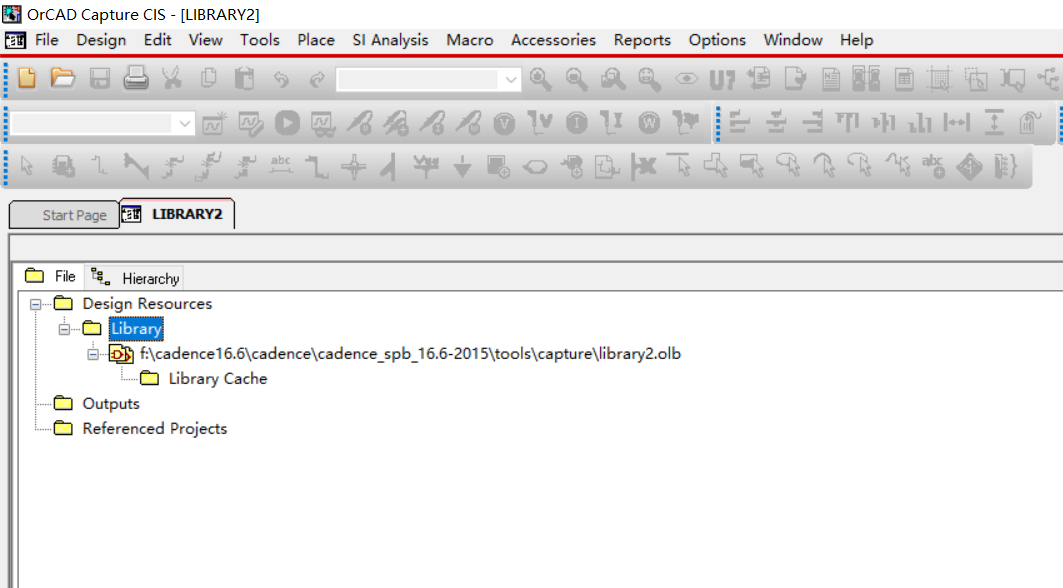 OrCAD Capture CIS - [LIBRARY2]
File Design Edit View Tools Place SI Analysis Macro Accessories Reports Options Window Help
U?
V V I I W
abc
abc
Start Page LIBRARY2
File Hierarchy
Design Resources
Library
f:\cadence16.6\cadence\cadence_spb_16.6-2015\tools\capture\library2.olb
Library Cache
Outputs
Referenced Projects